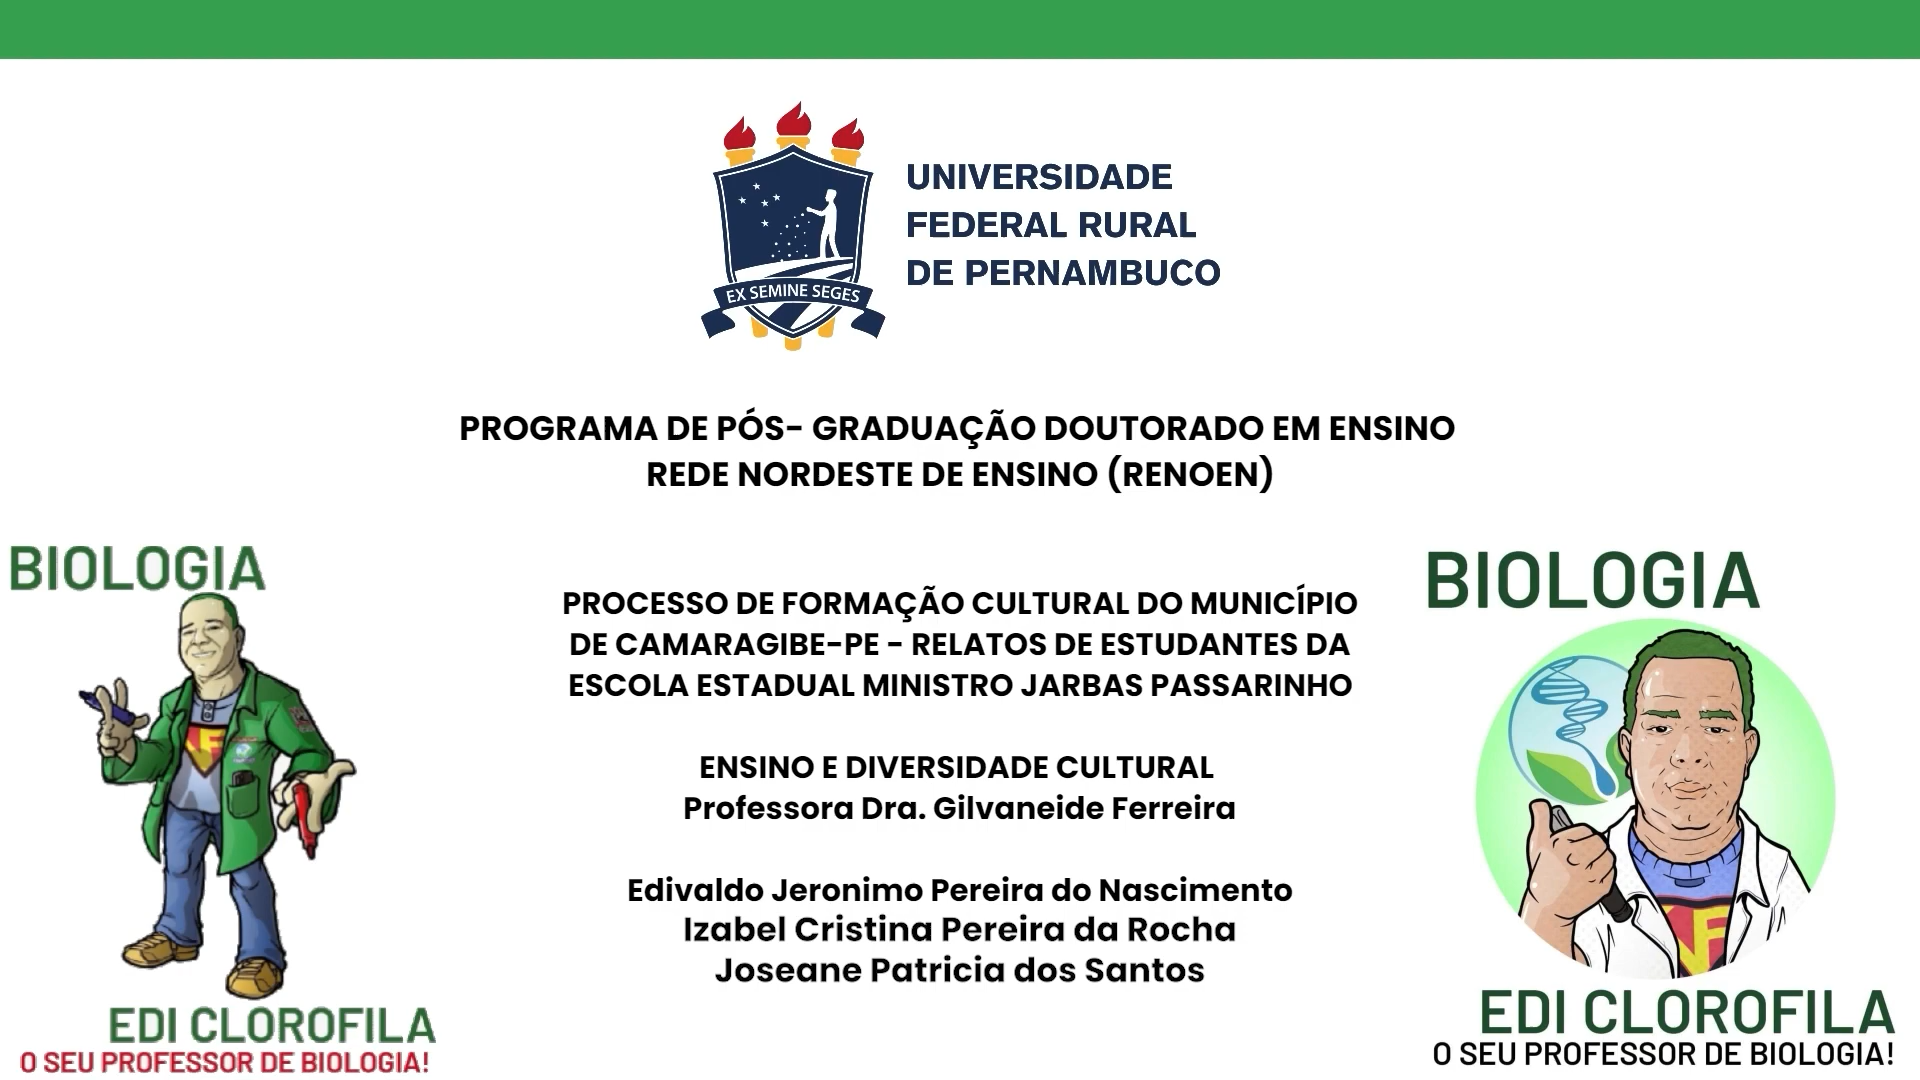 UNIVERSIDADE
FEDERAL RURAL
DE PERNAMBUCO
EX SEMINE SEGES
PROGRAMA DE PÓS- GRADUAÇÃO DOUTORADO EM ENSINO
REDE NORDESTE DE ENSINO (RENOEN)
PROCESSO DE FORMAÇÃO CULTURAL DO MUNICÍPIO
DE CAMARAGIBE-PE - RELATOS DE ESTUDANTES DA
ESCOLA ESTADUAL MINISTRO JARBAS PASSARINHO
ENSINO E DIVERSIDADE CULTURAL
Professora Dra. Gilvaneide Ferreira
Edivaldo Jeronimo Pereira do Nascimento
Izabel Cristina Pereira da Rocha
Joseane Patricia dos Santos
BIOLOGIA
EDI CLOROFILA
O SEU PROFESSOR DE BIOLOGIA!
BIOLOGIA
EDI CLOROFILA
O SEU PROFESSOR DE BIOLOGIA!